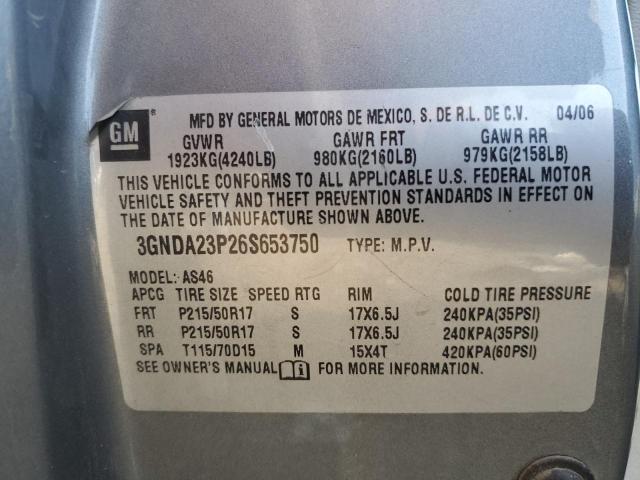 GM ® MFD BY GENERAL MOTORS DE MEXICO, S. DE R.L. DE C.V. 04/06
GVWR GAWR FRT GAWR RR
1923KG(4240LB) 980KG(2160LB) 979KG(2158LB)
THIS VEHICLE CONFORMS TO ALL APPLICABLE U.S. FEDERAL MOTOR
VEHICLE SAFETY AND THEFT PREVENTION STANDARDS IN EFFECT ON
THE DATE OF MANUFACTURE SHOWN ABOVE.
3GNDA23P26S653750 TYPE: M.P.V.
MODEL: AS46
APCG TIRE SIZE SPEED RTG RIM COLD TIRE PRESSURE
FRT P215/50R17 S 17X6.5J 240KPA(35PSI)
RR P215/50R17 S 17X6.5J 240KPA(35PSI)
SPA T115/70D15 M 15X4T 420KPA(60PSI)
SEE OWNER'S MANUAL i FOR MORE INFORMATION.